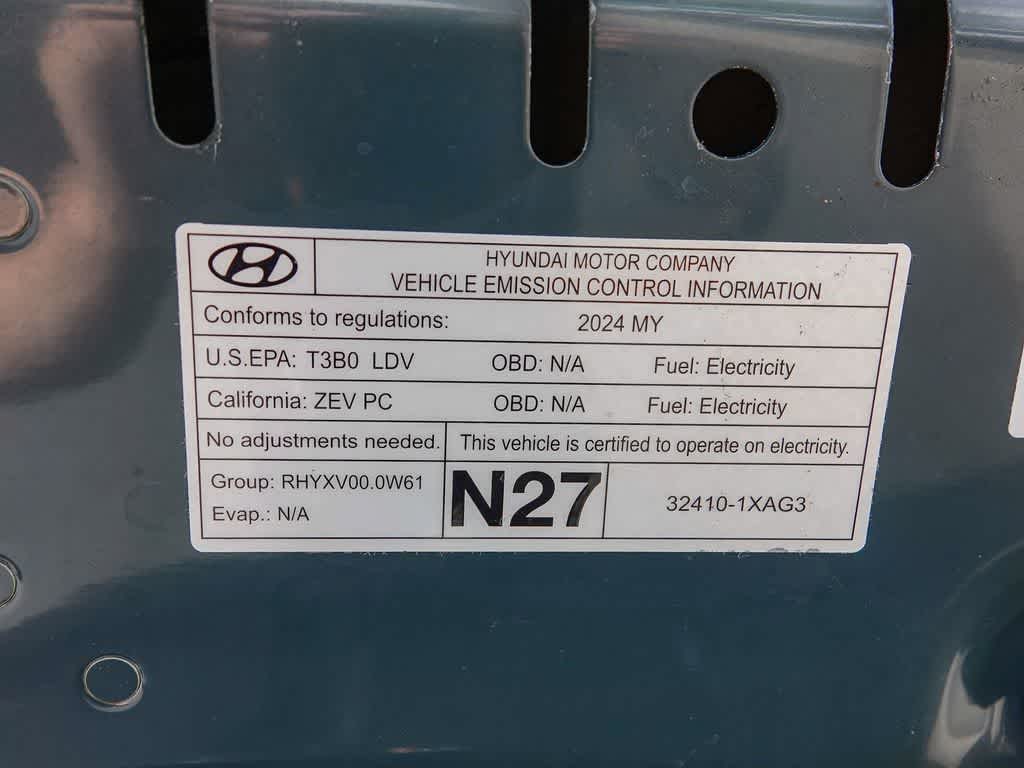 HYUNDAI MOTOR COMPANY
VEHICLE EMISSION CONTROL INFORMATION
Conforms to regulations: 2024 MY
U.S.EPA: T3B0 LDV OBD: N/A Fuel: Electricity
California: ZEV PC OBD: N/A Fuel: Electricity
No adjustments needed. This vehicle is certified to operate on electricity.
Group: RHYXV00.0W61
Evap.: N/A
N27
32410-1XAG3